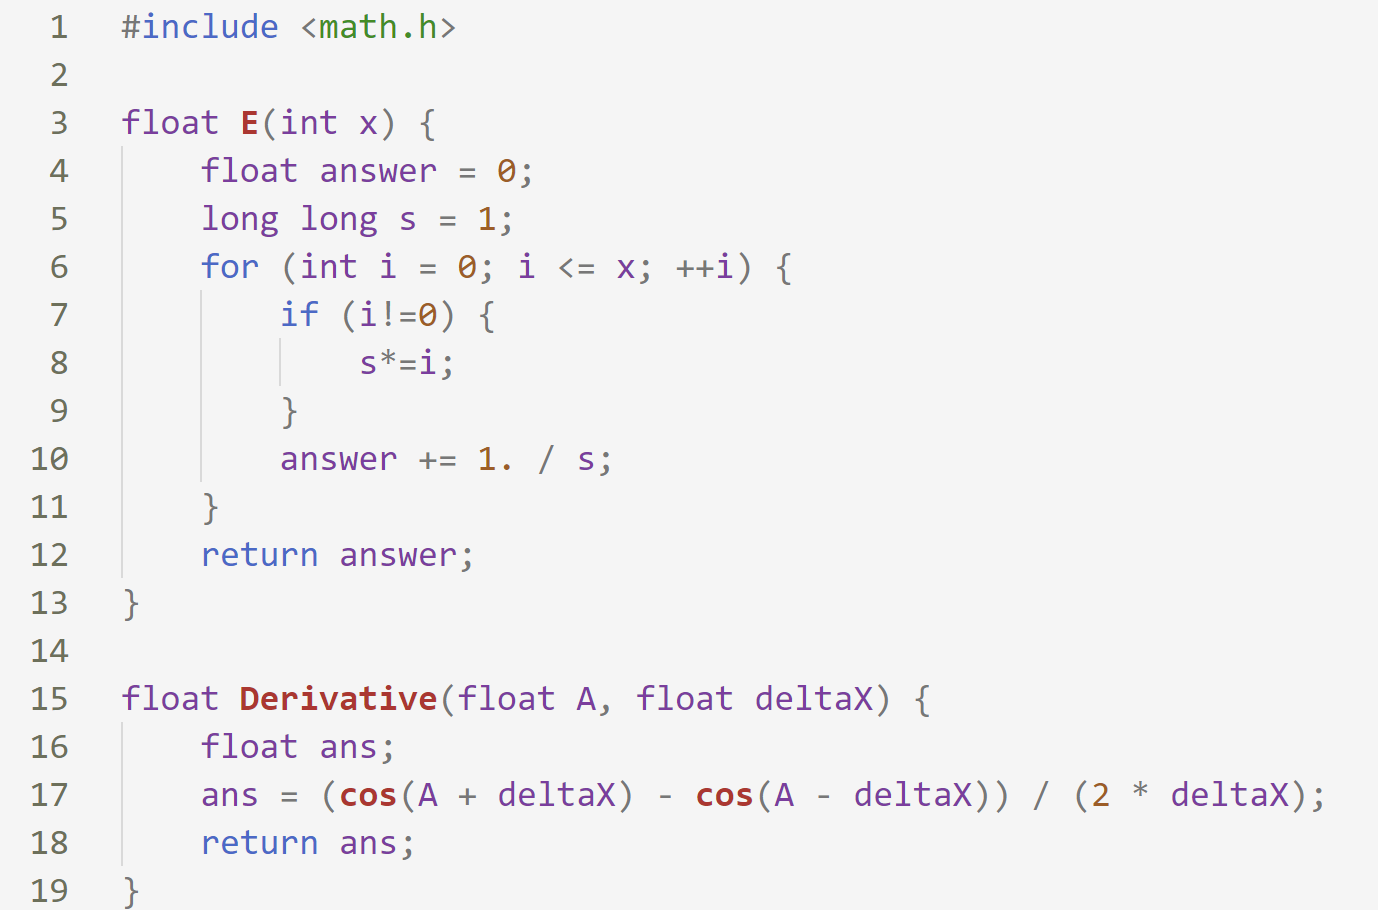 1 #include <math.h>
2
3 float E(int x) {
4 float answer = 0;
5 long long s = 1;
6 for (int i = 0; i <= x; ++i) {
7 if (i!=0) {
8 s*=i;
9 }
10 answer += 1. / s;
11 }
12 return answer;
13 }
14
15 float Derivative(float A, float deltaX) {
16 float ans;
17 ans = (cos(A + deltaX) - cos(A - deltaX)) / (2 * deltaX);
18 return ans;
19 }